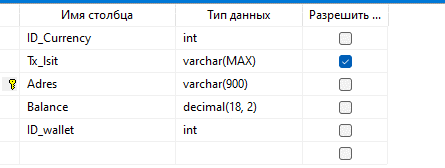 Имя столбца Тип данных Разрешить ...
ID_Currency int
Tx_lsit varchar(MAX)
Adres varchar(900)
Balance decimal(18, 2)
ID_wallet int